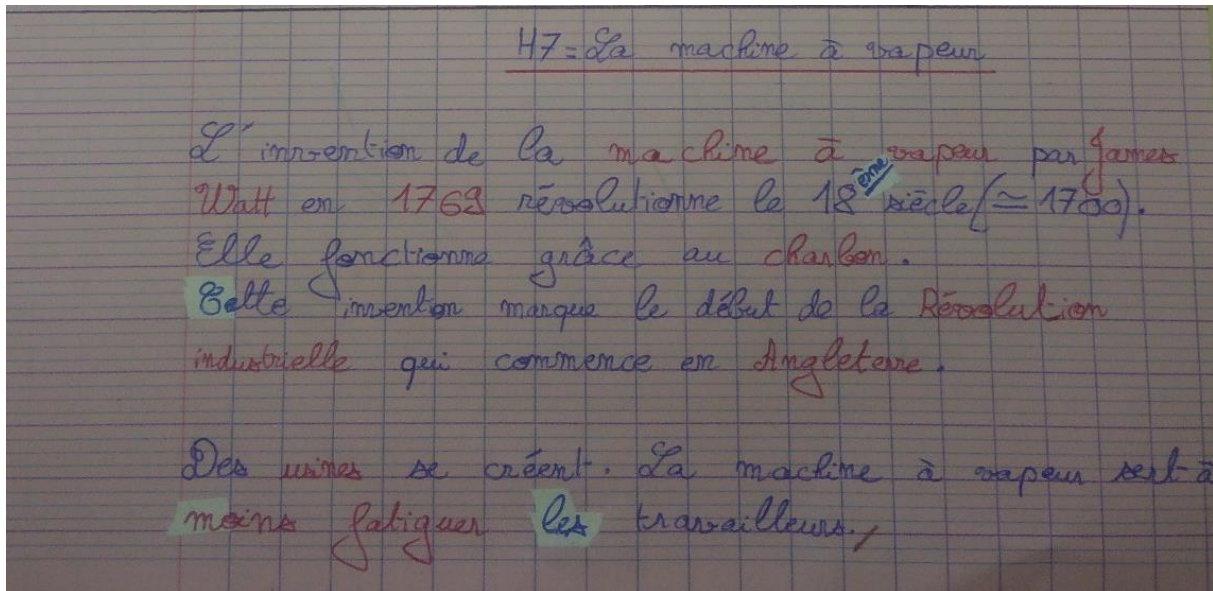 H7 = La machine à vapeur
L'invention de la machine à vapeur par James
Watt en 1769 révolutionne le 18ème siècle (≃ 1700).
Elle fonctionne grâce au charbon.
Cette invention marque le début de la Révolution
industrielle qui commence en Angleterre.
Des usines se créent. La machine à vapeur sert à
moins fatiguer les travailleurs.